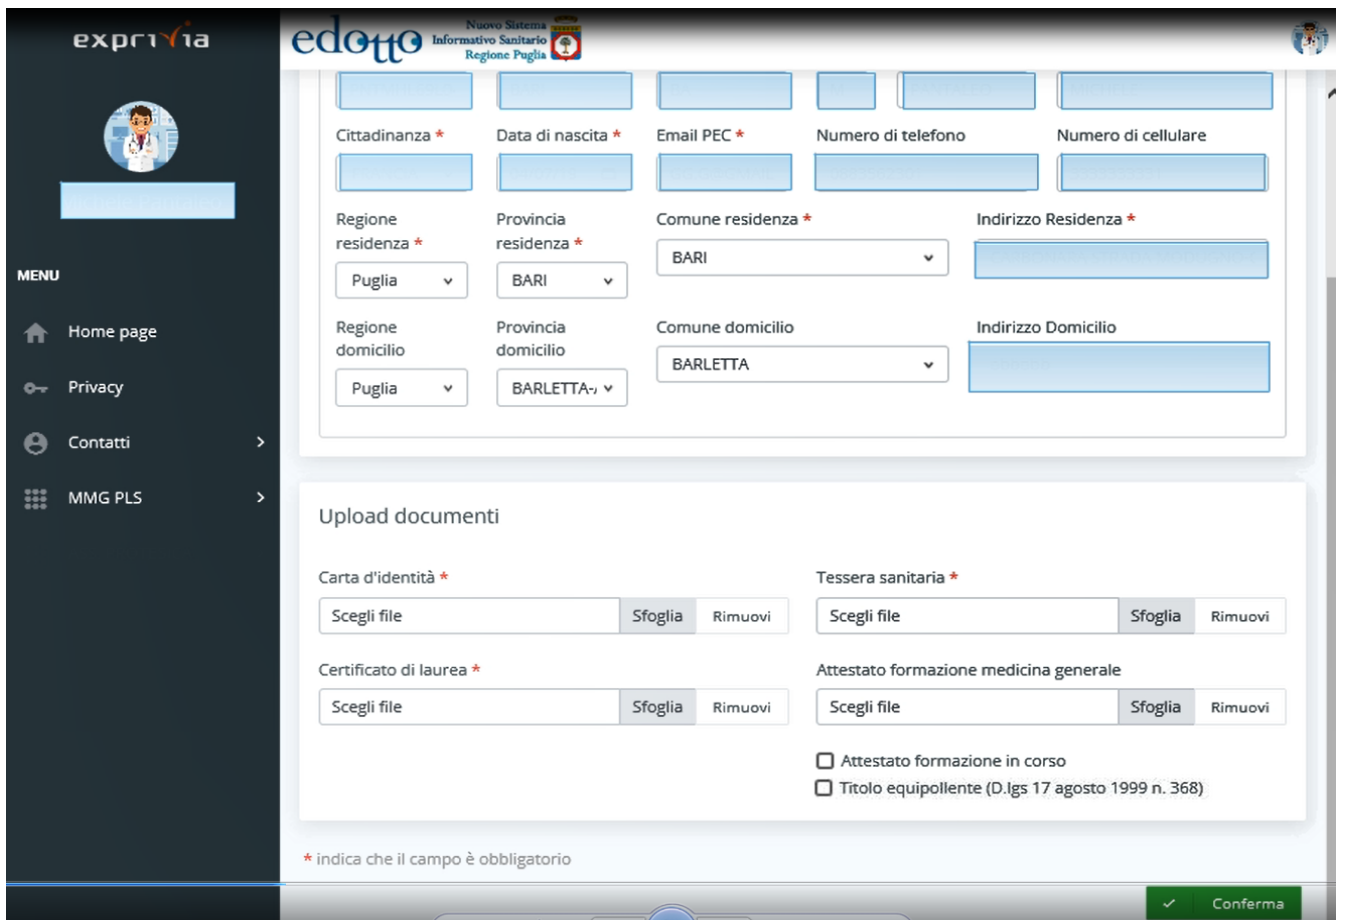 exprivia
edotto Nuovo Sistema
Informativo Sanitario
Regione Puglia
MENU
Home page
Privacy
Contatti
MMG PLS
Cittadinanza * Data di nascita * Email PEC * Numero di telefono Numero di cellulare
Regione Provincia Comune residenza * Indirizzo Residenza *
residenza * residenza *
BARI
Puglia BARI
Regione Provincia Comune domicilio Indirizzo Domicilio
domicilio domicilio
BARLETTA
Puglia BARLETTA-
Upload documenti
Carta d'identità * Tessera sanitaria *
Scegli file Sfoglia Rimuovi Scegli file Sfoglia Rimuovi
Certificato di laurea * Attestato formazione medicina generale
Scegli file Sfoglia Rimuovi Scegli file Sfoglia Rimuovi
Attestato formazione in corso
Titolo equipollente (D.lgs 17 agosto 1999 n. 368)
* indica che il campo è obbligatorio
Conferma